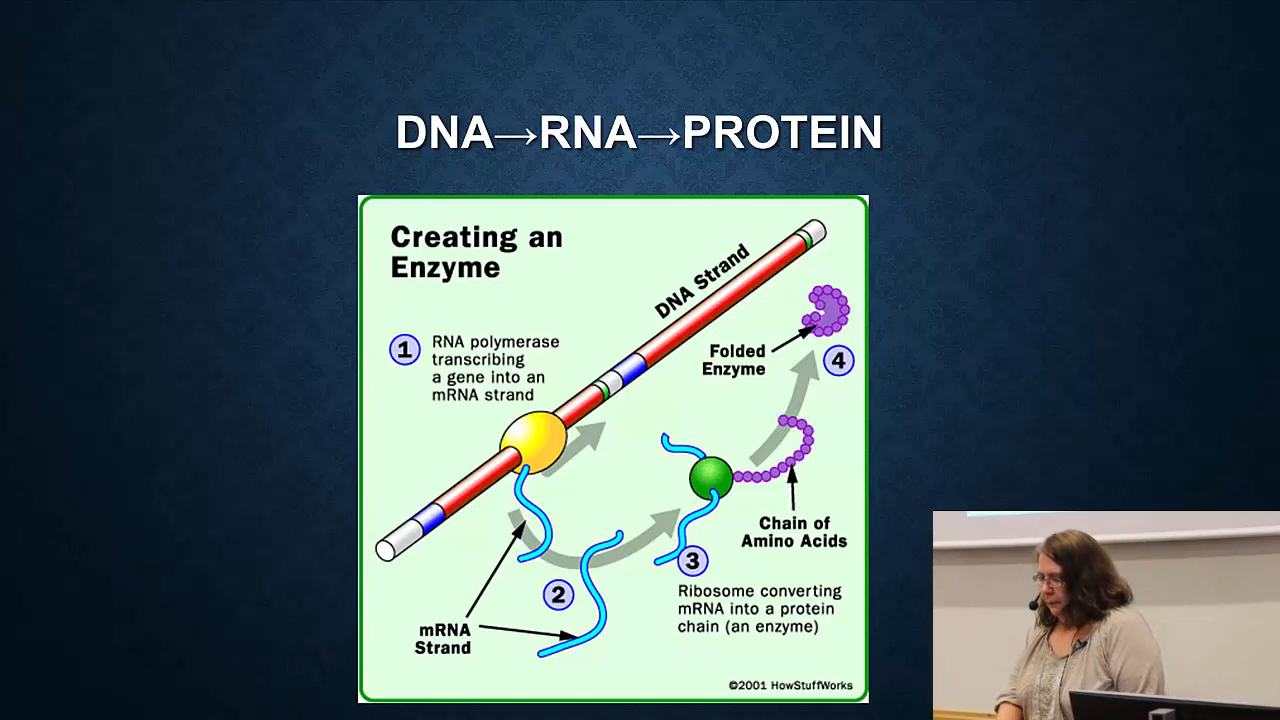 DNA→RNA→PROTEIN
Creating an
Enzyme
DNA Strand
1
RNA polymerase
transcribing
a gene into an
mRNA strand
Folded
Enzyme
4
Chain of
Amino Acids
2
3
Ribosome converting
mRNA into a protein
chain (an enzyme)
mRNA
Strand
©2001 HowStuffWorks